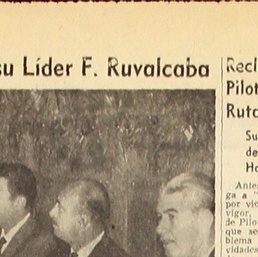 su Líder F. Ruvalcaba
Recl
Pilot
Ruta
Su
de
Ho
Ante
ga a "
por vic
vigor,
de Pilo
que se
blema
vidades